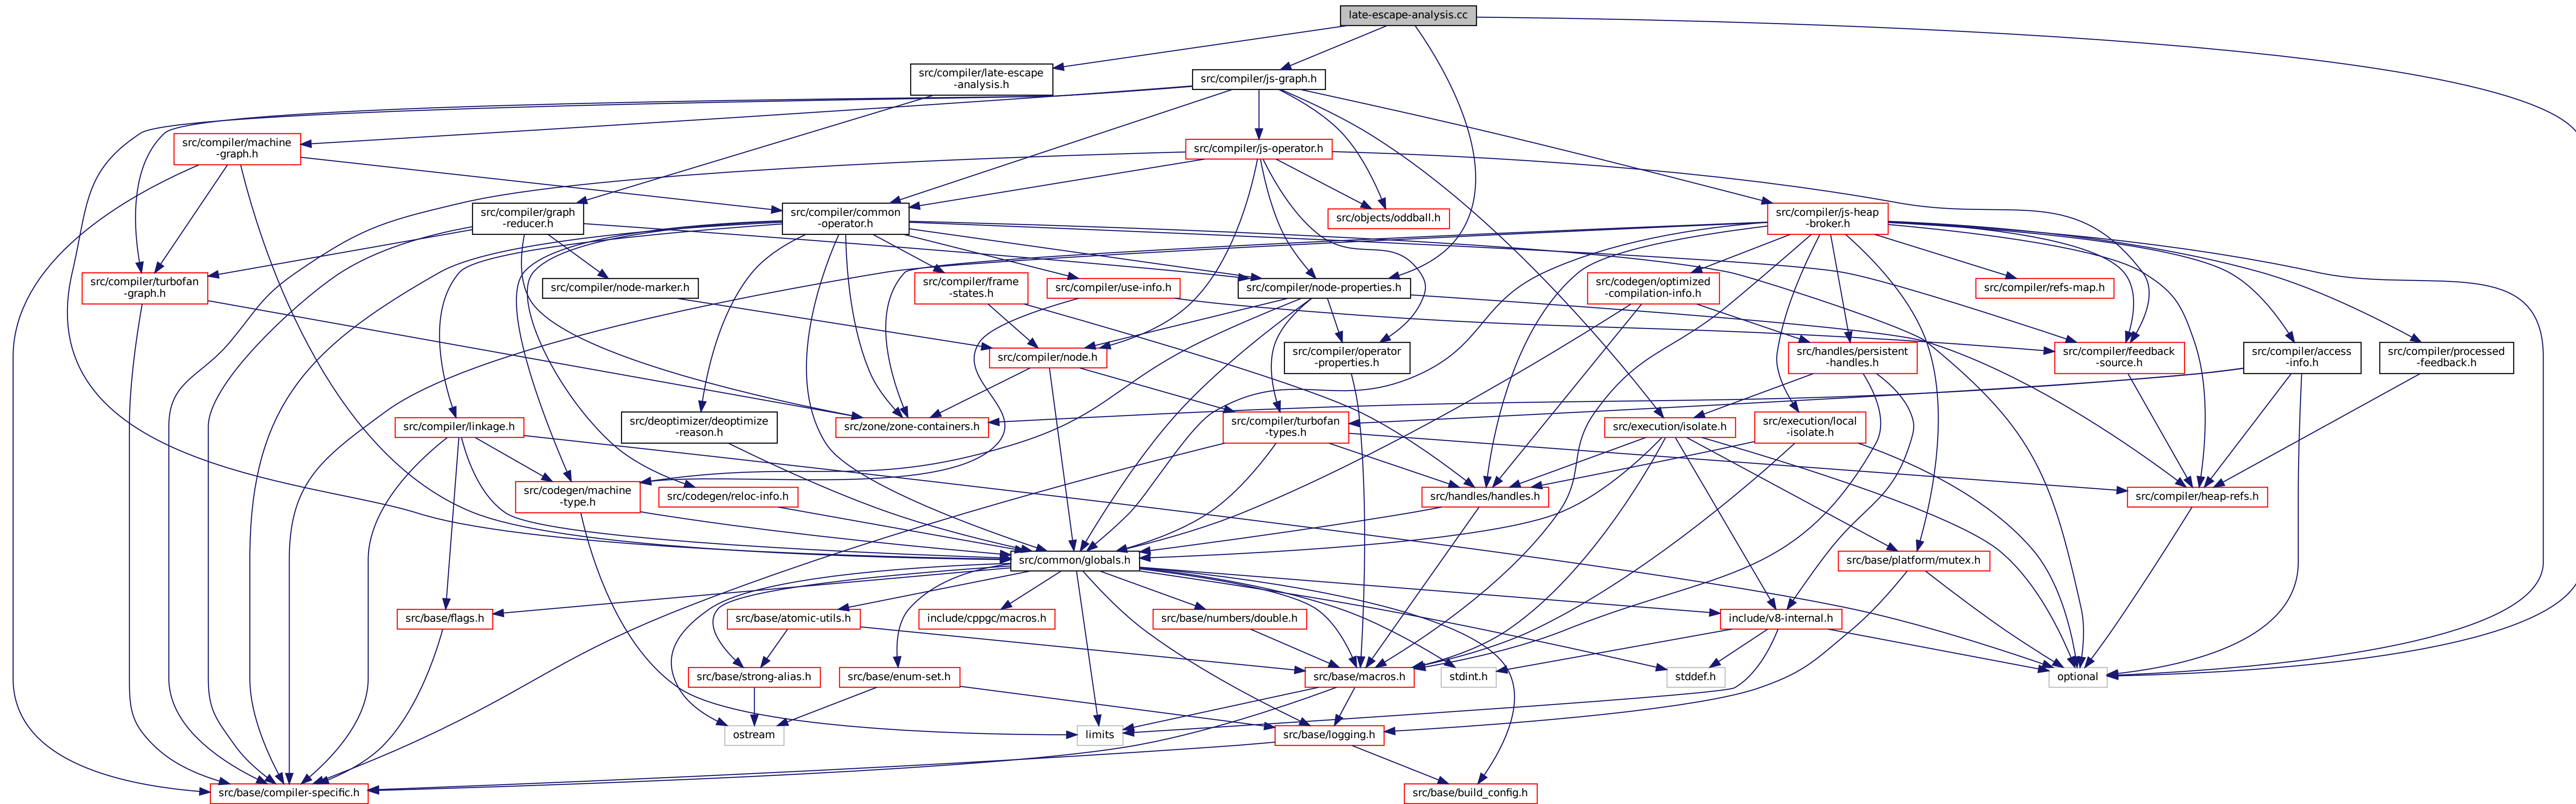 late-escape-analysis.cc
src/compiler/late-escape
-analysis.h
src/compiler/js-graph.h
src/compiler/machine
-graph.h
src/compiler/js-operator.h
src/compiler/graph
-reducer.h
src/compiler/common
-operator.h
src/objects/oddball.h
src/compiler/js-heap
-broker.h
src/compiler/turbofan
-graph.h
src/compiler/node-marker.h
src/compiler/frame
-states.h
src/compiler/use-info.h
src/compiler/node-properties.h
src/codegen/optimized
-compilation-info.h
src/compiler/refs-map.h
src/compiler/node.h
src/compiler/operator
-properties.h
src/handles/persistent
-handles.h
src/compiler/feedback
-source.h
src/compiler/access
-info.h
src/compiler/processed
-feedback.h
src/compiler/linkage.h
src/deoptimizer/deoptimize
-reason.h
src/zone/zone-containers.h
src/compiler/turbofan
-types.h
src/execution/isolate.h
src/execution/local
-isolate.h
src/codegen/machine
-type.h
src/codegen/reloc-info.h
src/handles/handles.h
src/compiler/heap-refs.h
src/common/globals.h
src/base/platform/mutex.h
src/base/flags.h
src/base/atomic-utils.h
include/cppgc/macros.h
src/base/numbers/double.h
include/v8-internal.h
src/base/strong-alias.h
src/base/enum-set.h
src/base/macros.h
stdint.h
stddef.h
optional
ostream
limits
src/base/logging.h
src/base/compiler-specific.h
src/base/build_config.h